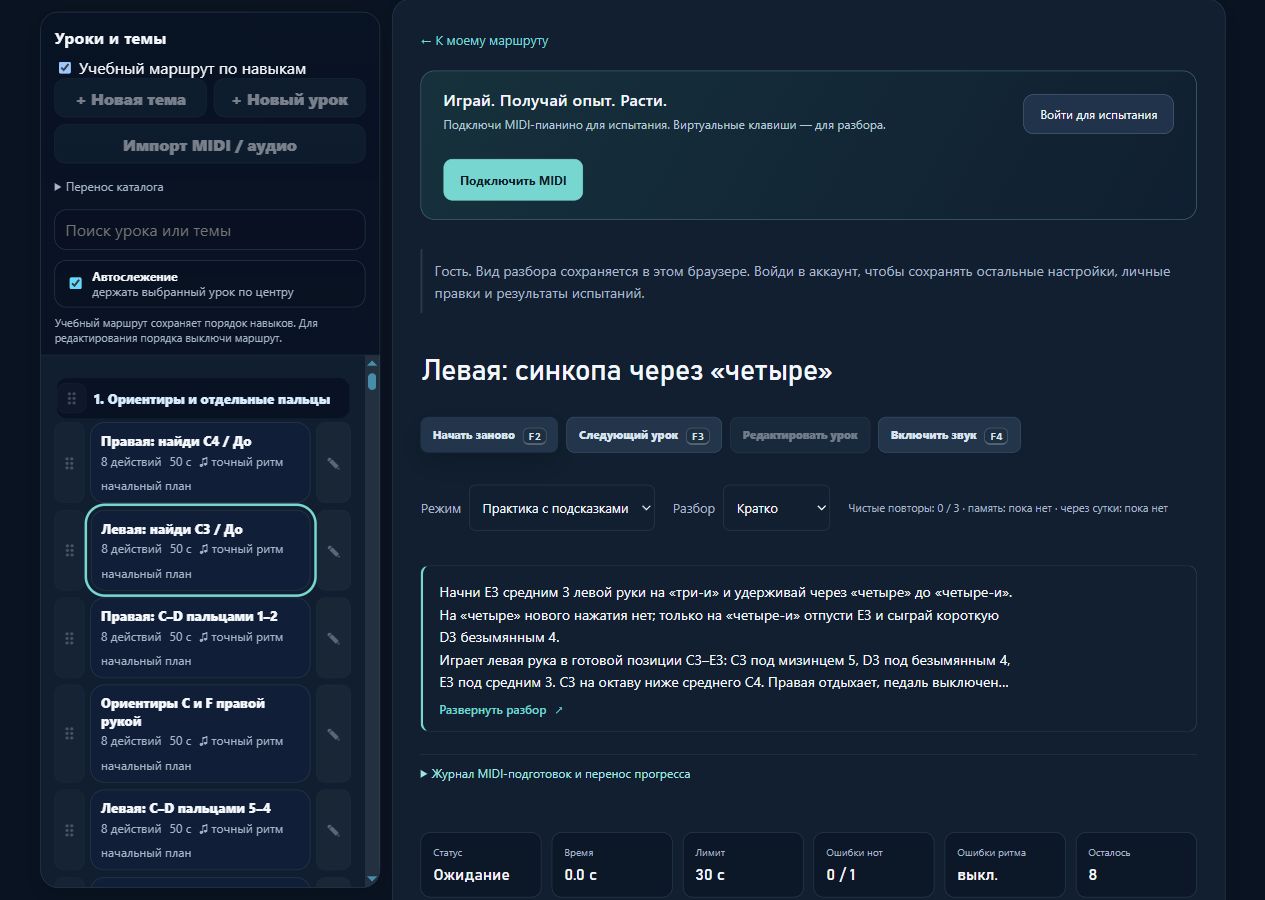 Уроки и темы
Учебный маршрут по навыкам
+ Новая тема
+ Новый урок
Импорт MIDI / аудио
Перенос каталога
Поиск урока или темы
Автослежение
держать выбранный урок по центру
Учебный маршрут сохраняет порядок навыков. Для
редактирования порядка выключи маршрут.
1. Ориентиры и отдельные пальцы
Правая: найди C4 / До
8 действий 50 с ♫ точный ритм
начальный план
Левая: найди C3 / До
8 действий 50 с ♫ точный ритм
начальный план
Правая: C–D пальцами 1–2
8 действий 50 с ♫ точный ритм
начальный план
Ориентиры C и F правой
рукой
8 действий 50 с ♫ точный ритм
начальный план
Левая: C–D пальцами 5–4
8 действий 50 с ♫ точный ритм
начальный план
← К моему маршруту
Играй. Получай опыт. Расти.
Подключи MIDI-пианино для испытания. Виртуальные клавиши — для разбора.
Войти для испытания
Подключить MIDI
Гость. Вид разбора сохраняется в этом браузере. Войди в аккаунт, чтобы сохранять остальные настройки, личные
правки и результаты испытаний.
Левая: синкопа через «четыре»
Начать заново F2
Следующий урок F3
Редактировать урок
Включить звук F4
Режим Практика с подсказками Разбор Кратко Чистые повторы: 0 / 3 · память: пока нет · через сутки: пока нет
Начни E3 средним 3 левой руки на «три-и» и удерживай через «четыре» до «четыре-и».
На «четыре» нового нажатия нет; только на «четыре-и» отпусти E3 и сыграй короткую
D3 безымянным 4.
Играет левая рука в готовой позиции C3–E3: C3 под мизинцем 5, D3 под безымянным 4,
E3 под средним 3. C3 на октаву ниже среднего C4. Правая отдыхает, педаль выключен...
Развернуть разбор ↗
Журнал MIDI-подготовок и перенос прогресса
Статус
Ожидание
Время
0.0 с
Лимит
30 с
Ошибки нот
0 / 1
Ошибки ритма
выкл.
Осталось
8